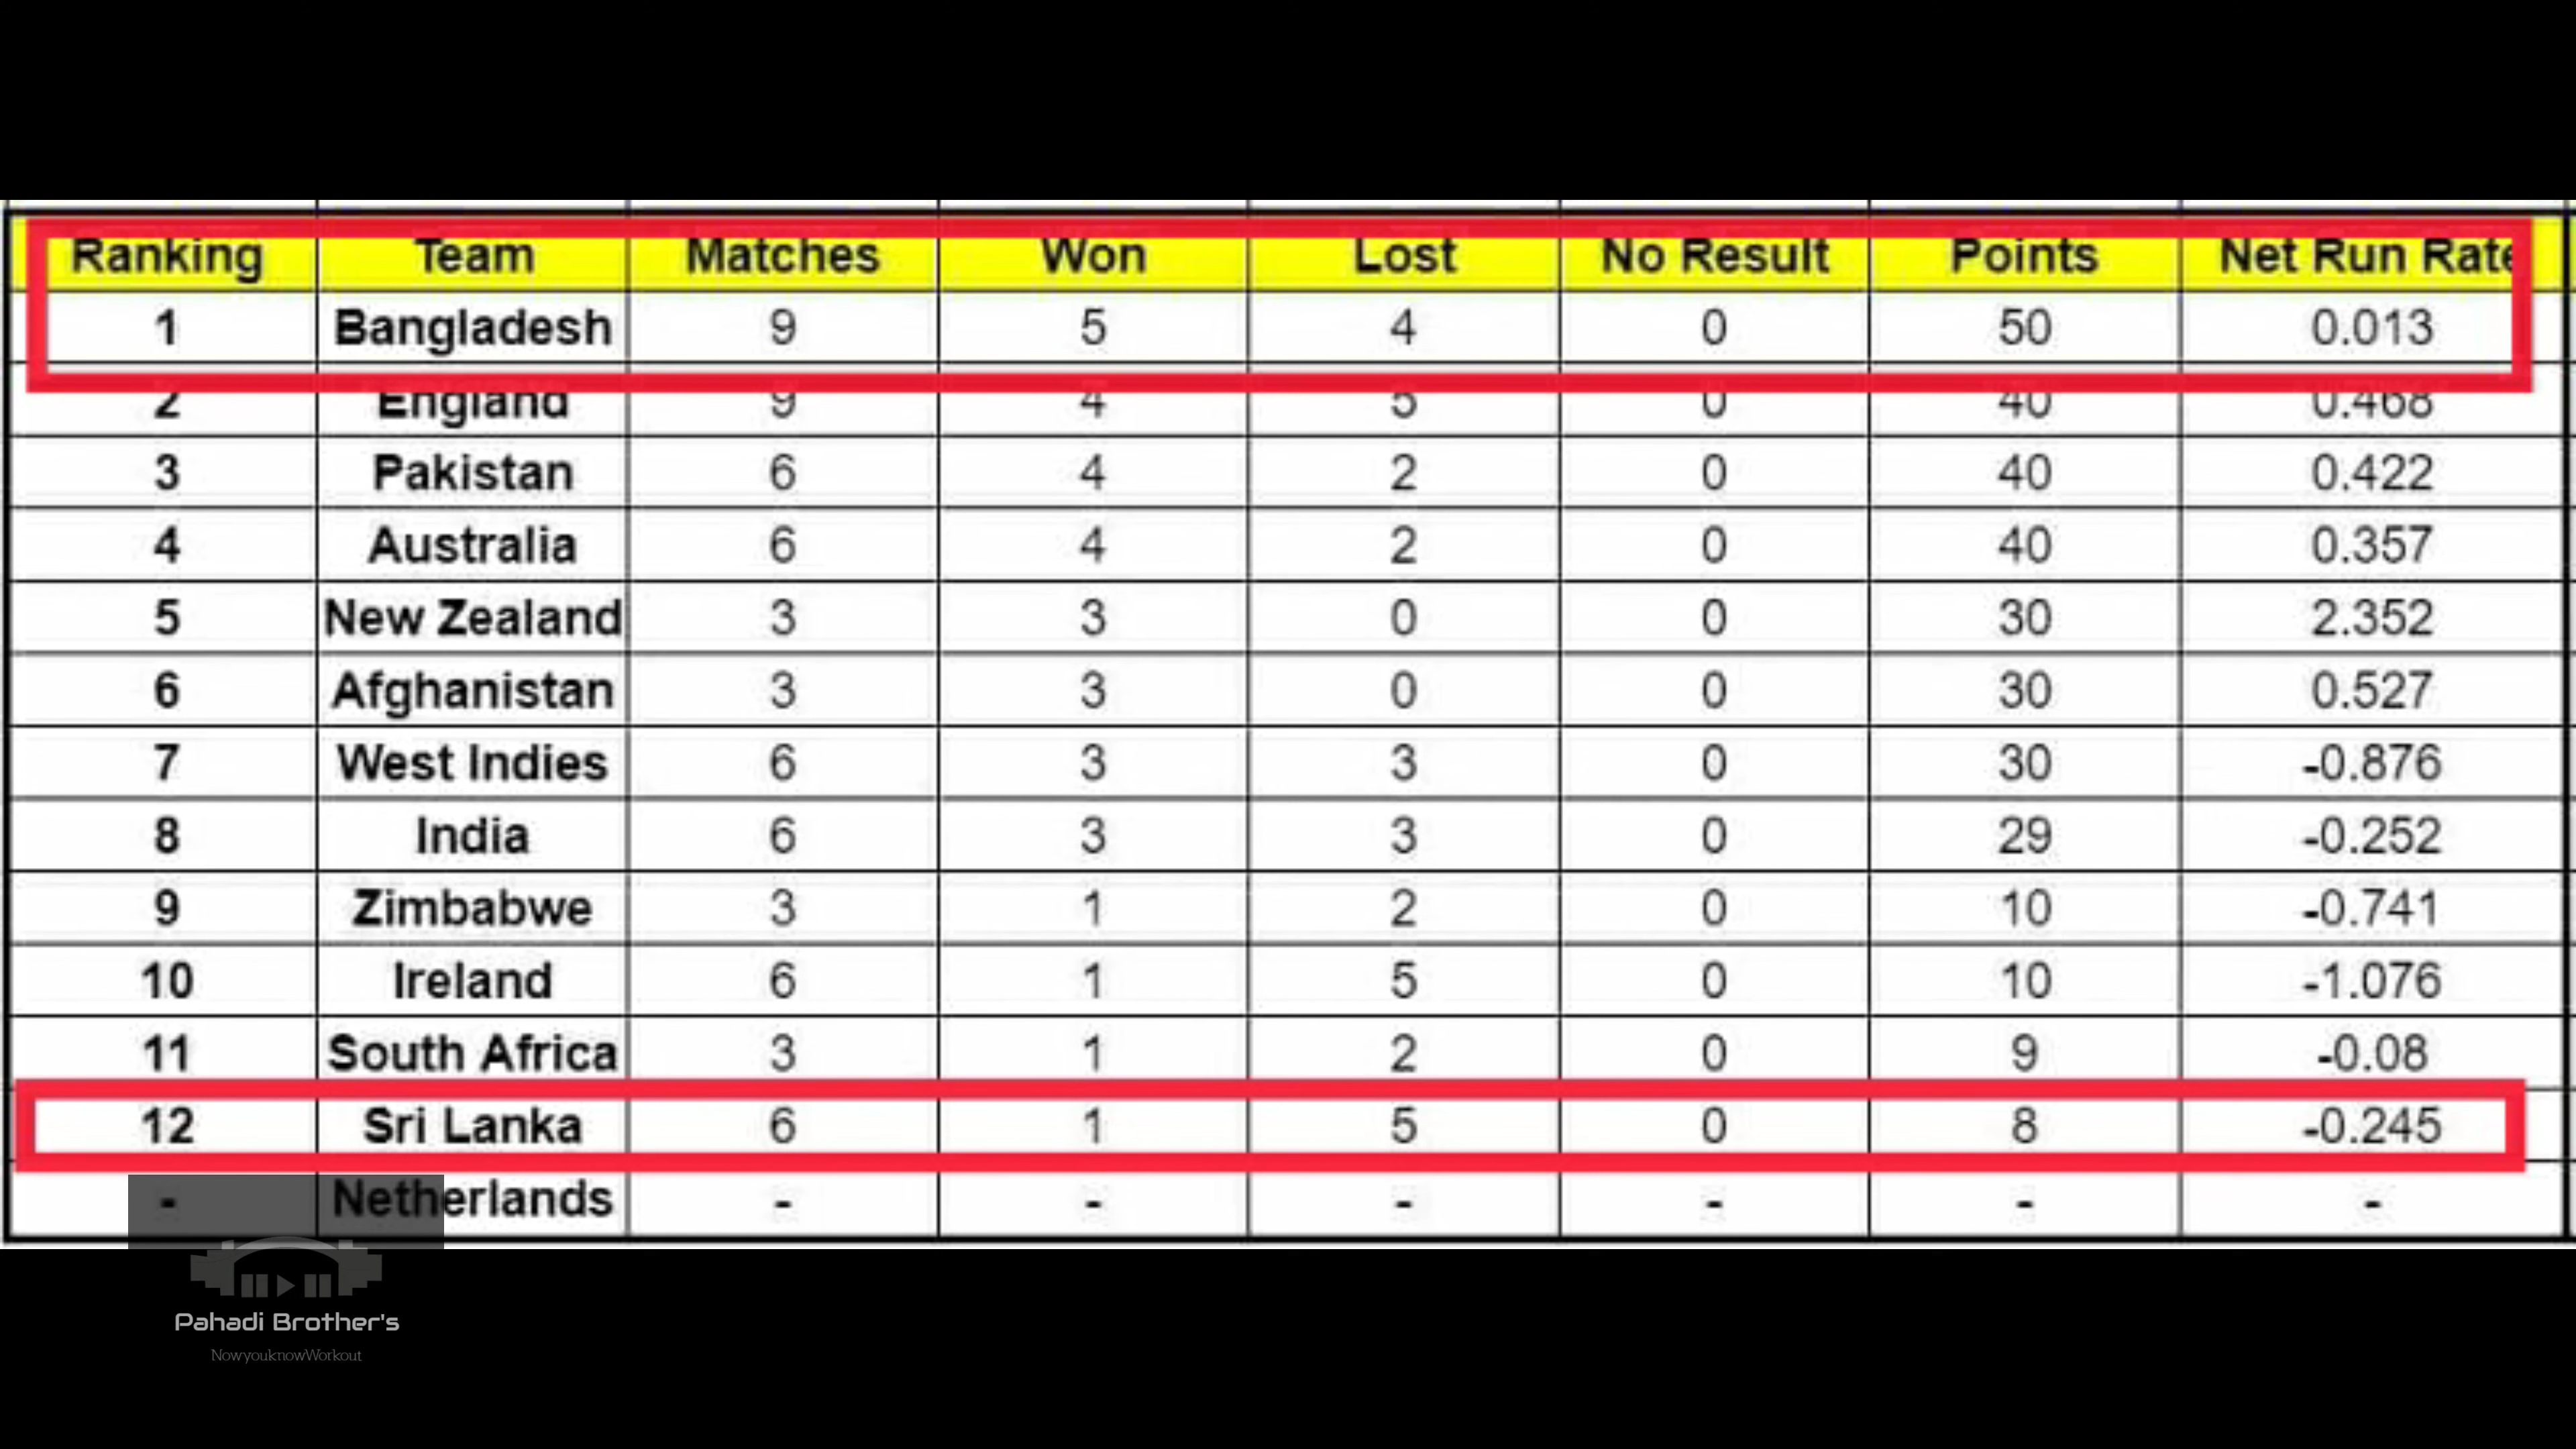 Ranking Team Matches Won Lost No Result Points Net Run Rate
1 Bangladesh 9 5 4 0 50 0.013
2 England 9 4 5 0 40 0.468
3 Pakistan 6 4 2 0 40 0.422
4 Australia 6 4 2 0 40 0.357
5 New Zealand 3 3 0 0 30 2.352
6 Afghanistan 3 3 0 0 30 0.527
7 West Indies 6 3 3 0 30 -0.876
8 India 6 3 3 0 29 -0.252
9 Zimbabwe 3 1 2 0 10 -0.741
10 Ireland 6 1 5 0 10 -1.076
11 South Africa 3 1 2 0 9 -0.08
12 Sri Lanka 6 1 5 0 8 -0.245
- Netherlands - - - - - -
Pahadi Brother's
NowyouknowWorkout